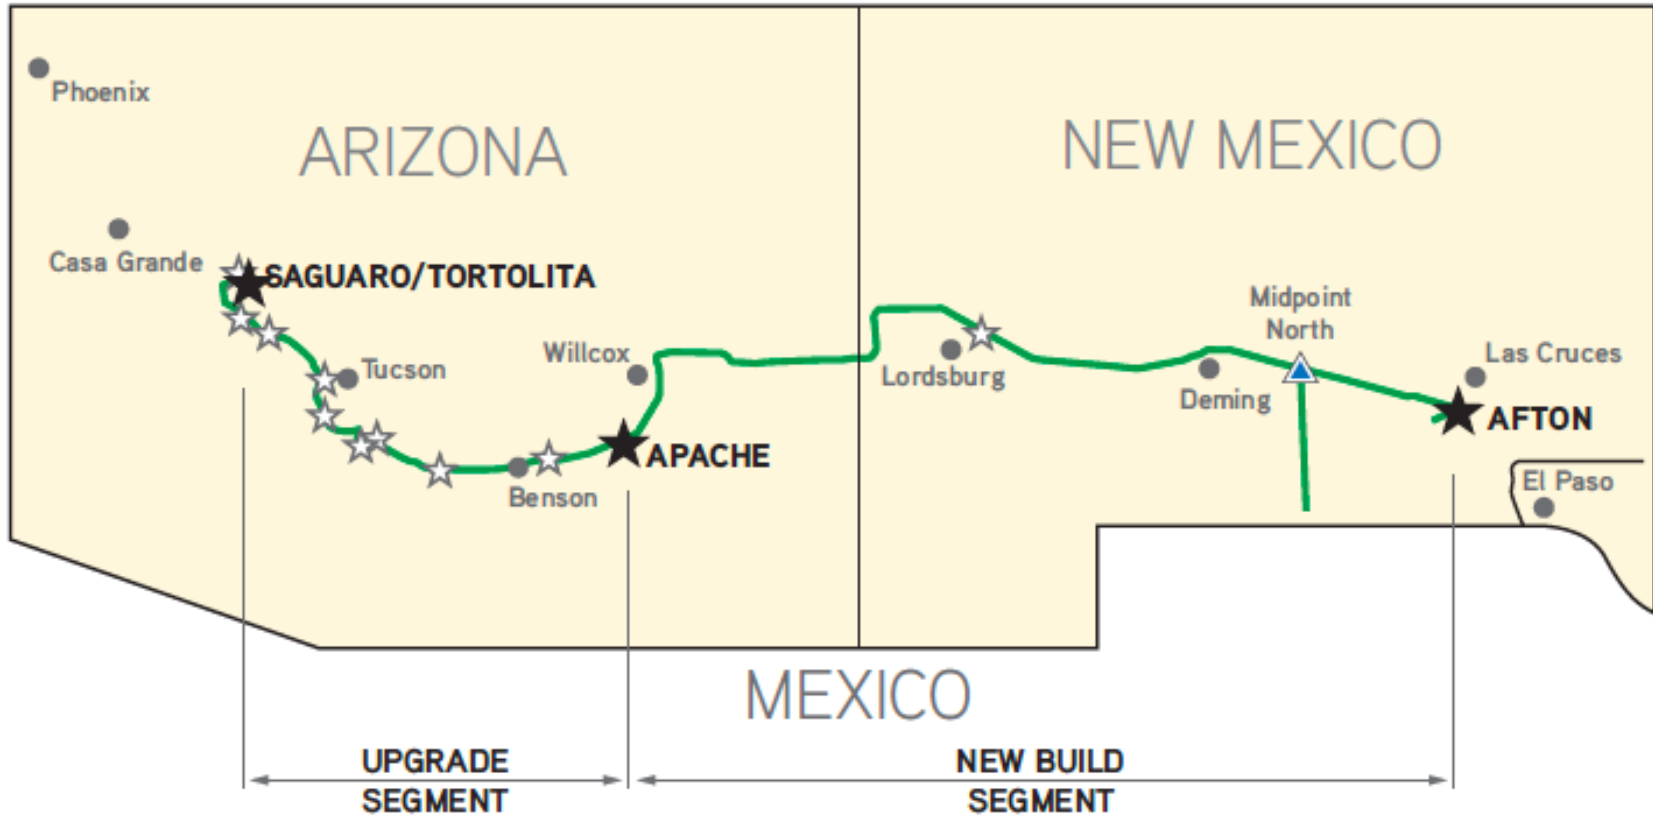 Phoenix
ARIZONA
NEW MEXICO
Casa Grande
SAGUARO/TORTOLITA
Midpoint
North
Willcox
Tucson
Lordsburg
Las Cruces
Deming
AFTON
APACHE
Benson
El Paso
MEXICO
UPGRADE
SEGMENT
NEW BUILD
SEGMENT